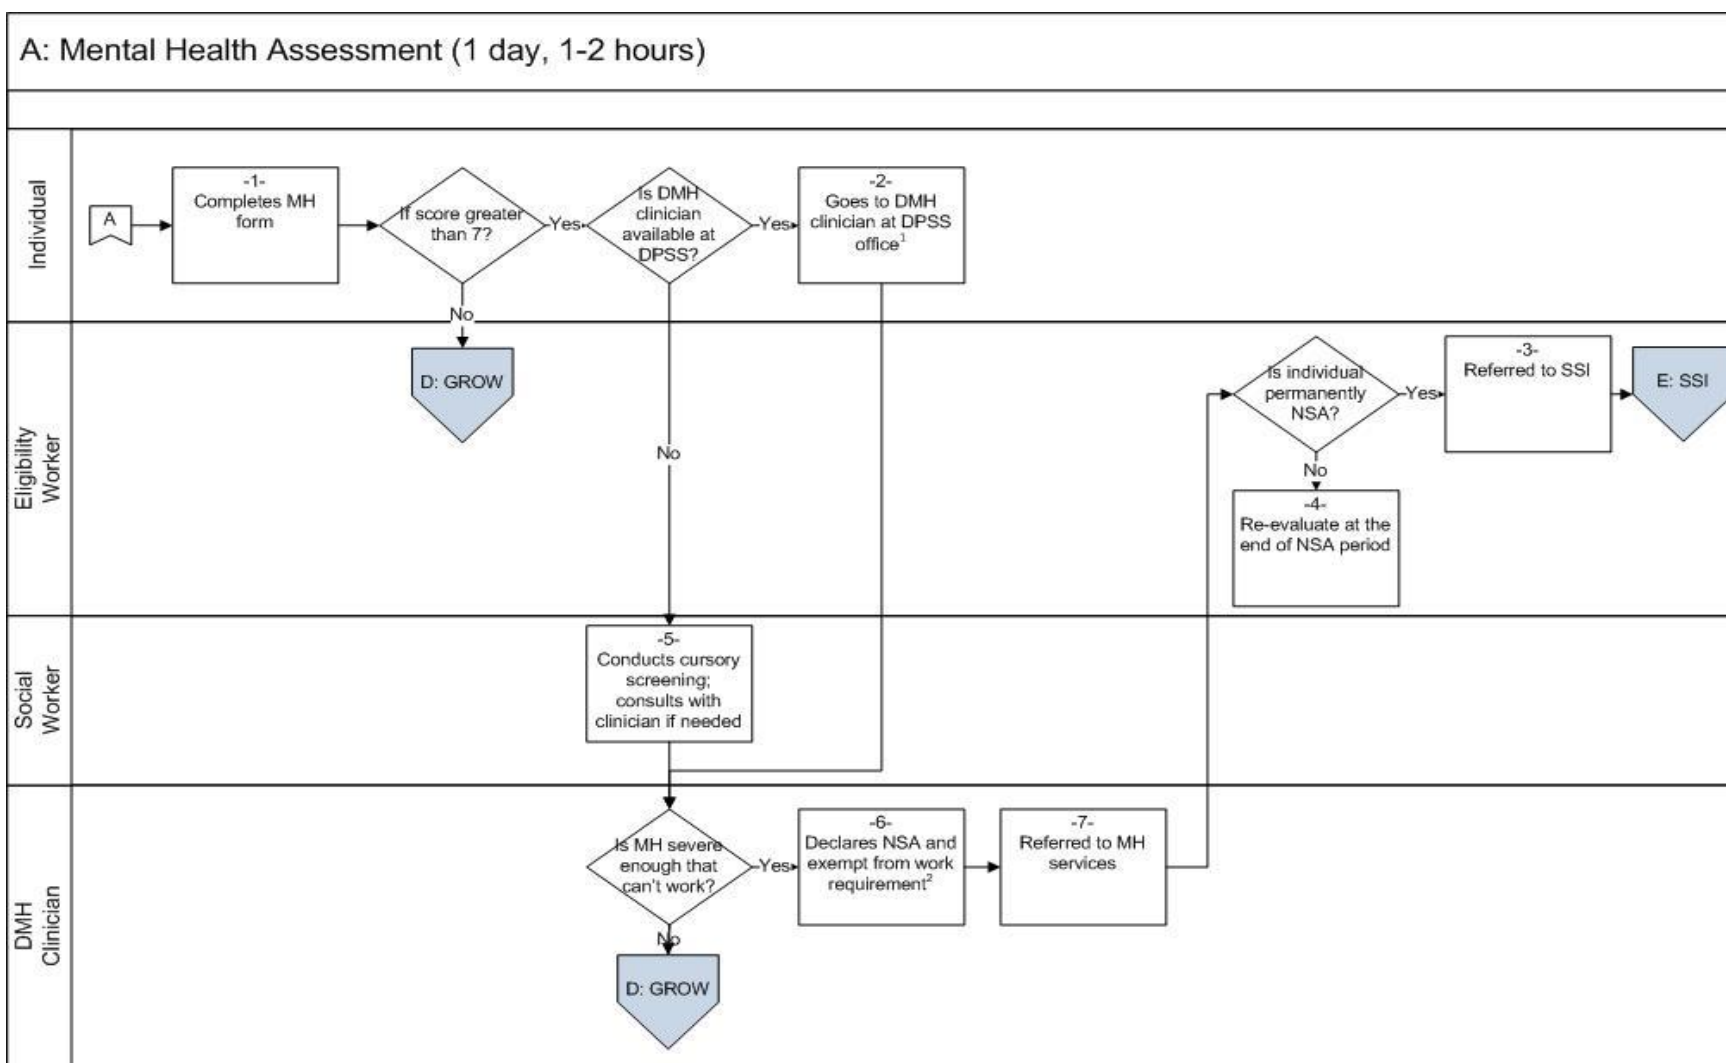 A: Mental Health Assessment (1 day, 1-2 hours)
Individual
A
-1-
Completes MH
form
If score greater
than 7?
Yes
Is DMH
clinician
available at
DPSS?
Yes
-2-
Goes to DMH
clinician at DPSS
office¹
No
No
Eligibility
Worker
D: GROW
Is individual
permanently
NSA?
Yes
-3-
Referred to SSI
E: SSI
No
-4-
Re-evaluate at the
end of NSA period
Social
Worker
-5-
Conducts cursory
screening;
consults with
clinician if needed
DMH
Clinician
Is MH severe
enough that
can't work?
Yes
-6-
Declares NSA and
exempt from work
requirement²
-7-
Referred to MH
services
No
D: GROW